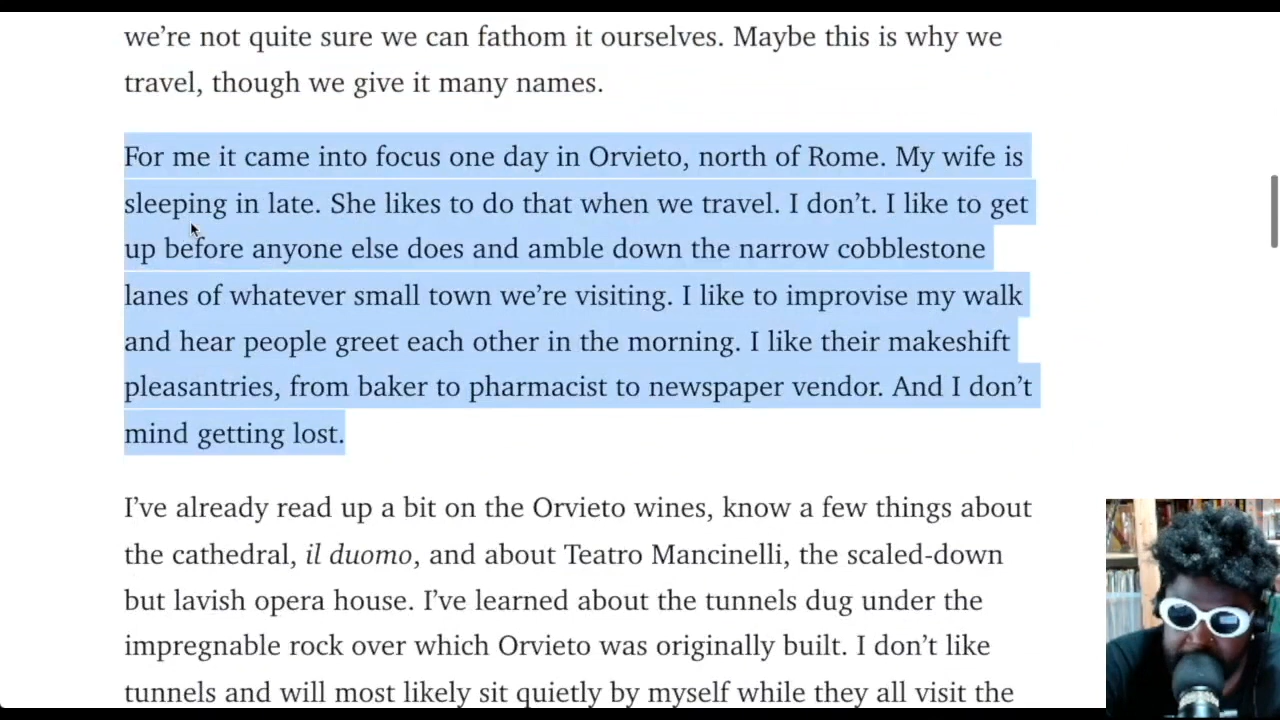 we’re not quite sure we can fathom it ourselves. Maybe this is why we
travel, though we give it many names.
For me it came into focus one day in Orvieto, north of Rome. My wife is
sleeping in late. She likes to do that when we travel. I don’t. I like to get
up before anyone else does and amble down the narrow cobblestone
lanes of whatever small town we’re visiting. I like to improvise my walk
and hear people greet each other in the morning. I like their makeshift
pleasantries, from baker to pharmacist to newspaper vendor. And I don’t
mind getting lost.
I’ve already read up a bit on the Orvieto wines, know a few things about
the cathedral, il duomo, and about Teatro Mancinelli, the scaled-down
but lavish opera house. I’ve learned about the tunnels dug under the
impregnable rock over which Orvieto was originally built. I don’t like
tunnels and will most likely sit quietly by myself while they all visit the